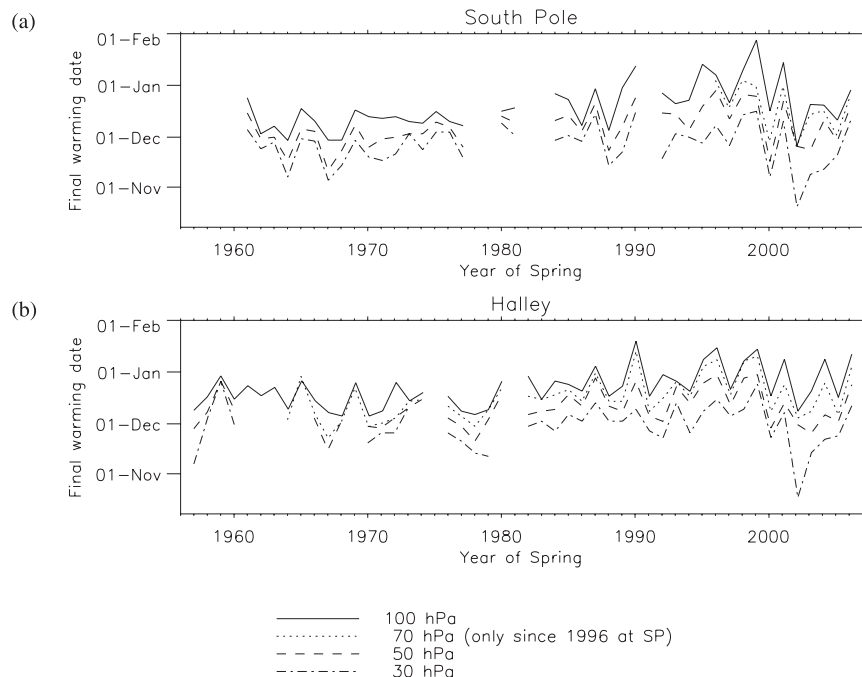 (a)
South Pole
Final warming date
01-Feb
01-Jan
01-Dec
01-Nov
1960 1970 1980 1990 2000
Year of Spring
(b)
Halley
Final warming date
01-Feb
01-Jan
01-Dec
01-Nov
1960 1970 1980 1990 2000
Year of Spring
100 hPa
70 hPa (only since 1996 at SP)
50 hPa
30 hPa